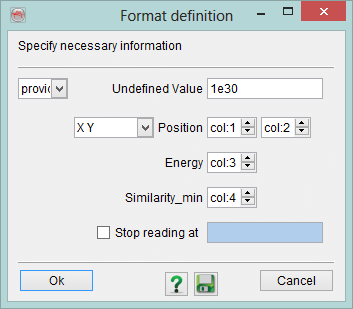 Format definition
Specify necessary information
Undefined Value 1e30
X Y Position col:1 col:2
Energy col:3
Similarity_min col:4
Stop reading at
Ok ? Cancel